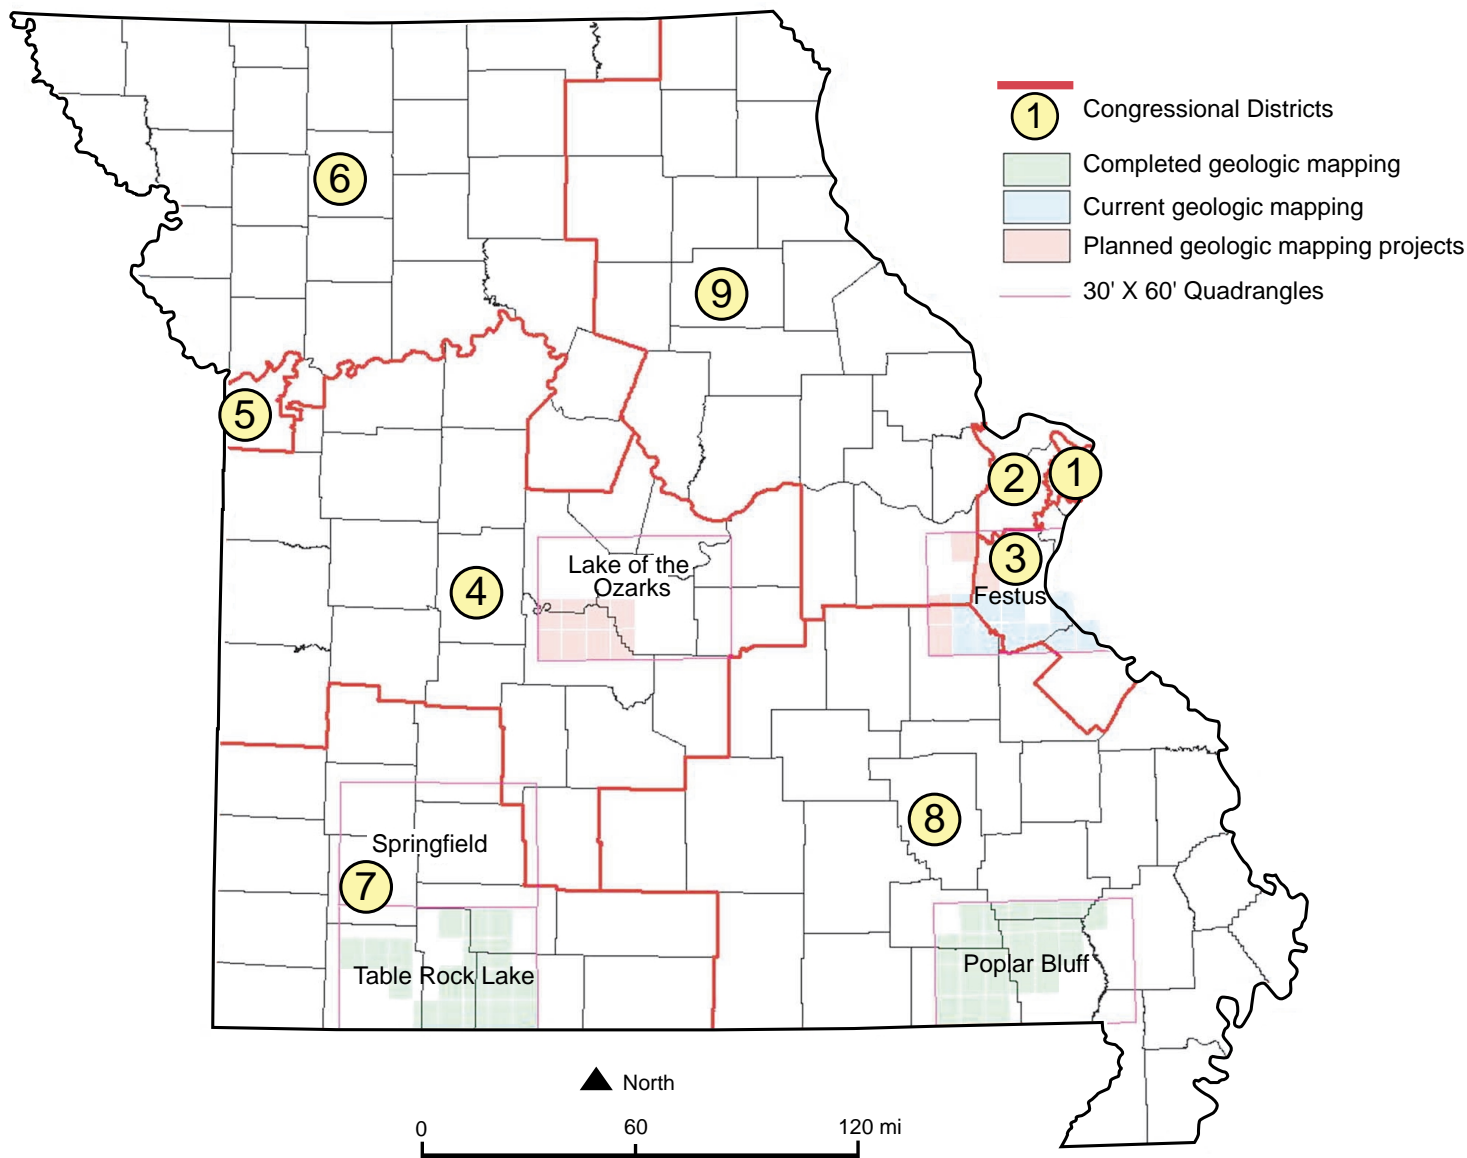 1
Congressional Districts
Completed geologic mapping
Current geologic mapping
Planned geologic mapping projects
30' X 60' Quadrangles
6
9
5
2
1
3
Festus
4
Lake of the
Ozarks
8
Springfield
7
Table Rock Lake
Poplar Bluff
North
0
60
120 mi